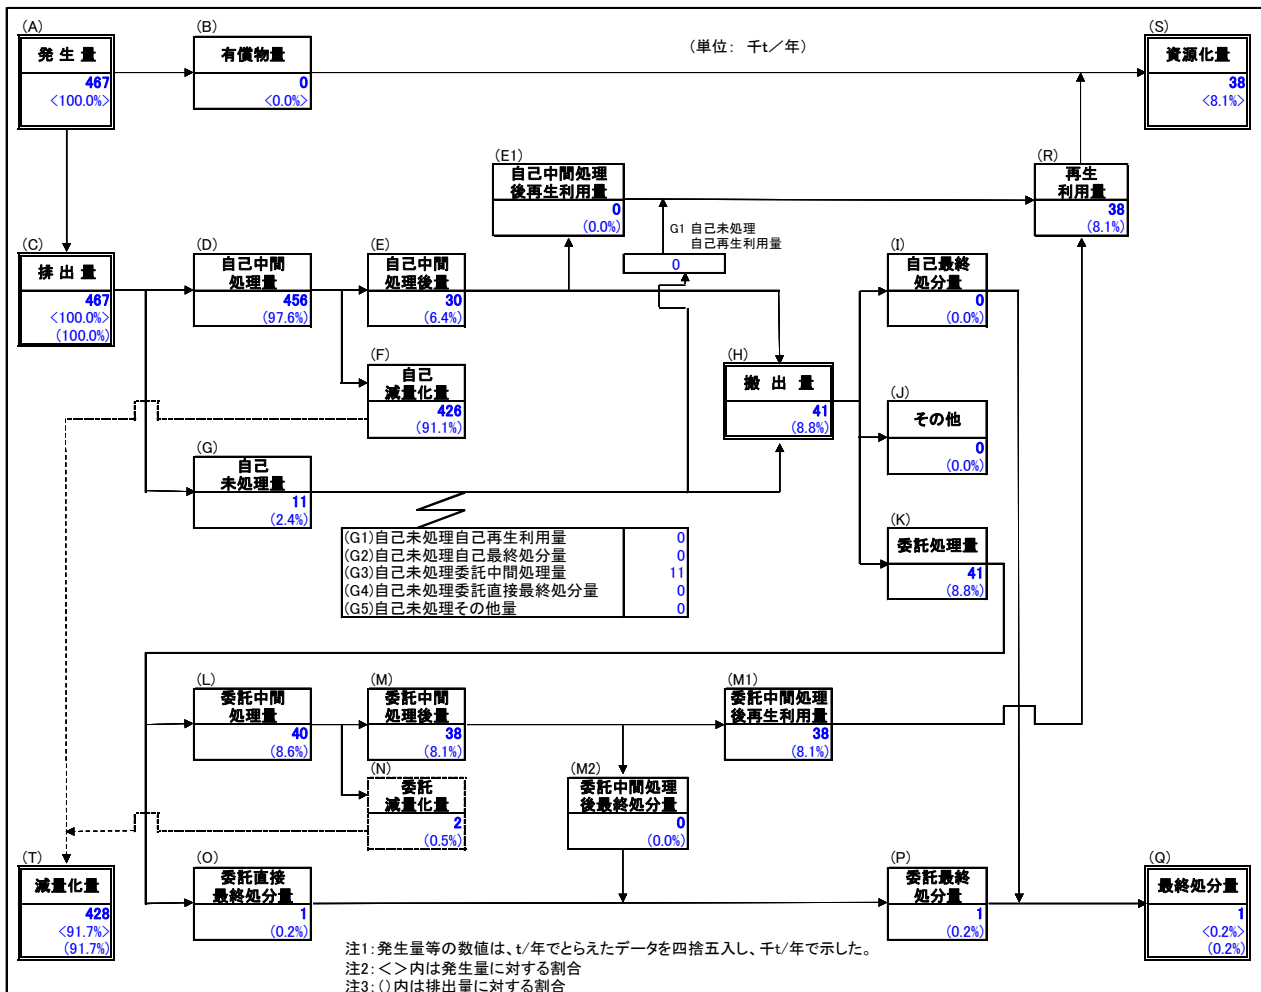 (A)
発 生 量
467
<100.0%>
(B)
有償物量
0
<0.0%>
(単位： 千t／年)
(S)
資源化量
38
<8.1%>
(E1)
自己中間処理
後再生利用量
0
(0.0%)
G1 自己未処理
自己再生利用量
0
(R)
再生
利用量
38
(8.1%)
(C)
排 出 量
467
<100.0%>
(100.0%)
(D)
自己中間
処理量
456
(97.6%)
(E)
自己中間
処理後量
30
(6.4%)
(F)
自己
減量化量
426
(91.1%)
(G)
自己
未処理量
11
(2.4%)
(H)
搬 出 量
41
(8.8%)
(I)
自己最終
処分量
0
(0.0%)
(J)
その他
0
(0.0%)
(K)
委託処理量
41
(8.8%)
(G1)自己未処理自己再生利用量 0
(G2)自己未処理自己最終処分量 0
(G3)自己未処理委託中間処理量 11
(G4)自己未処理委託直接最終処分量 0
(G5)自己未処理その他量 0
(L)
委託中間
処理量
40
(8.6%)
(M)
委託中間
処理後量
38
(8.1%)
(M1)
委託中間処理
後再生利用量
38
(8.1%)
(N)
委託
減量化量
2
(0.5%)
(M2)
委託中間処理
後最終処分量
0
(0.0%)
(T)
減量化量
428
<91.7%>
(91.7%)
(O)
委託直接
最終処分量
1
(0.2%)
(P)
委託最終
処分量
1
(0.2%)
(Q)
最終処分量
1
<0.2%>
(0.2%)
注1：発生量等の数値は、t/年でとらえたデータを四捨五入し、千t/年で示した。
注2：＜＞内は発生量に対する割合
注3：()内は排出量に対する割合